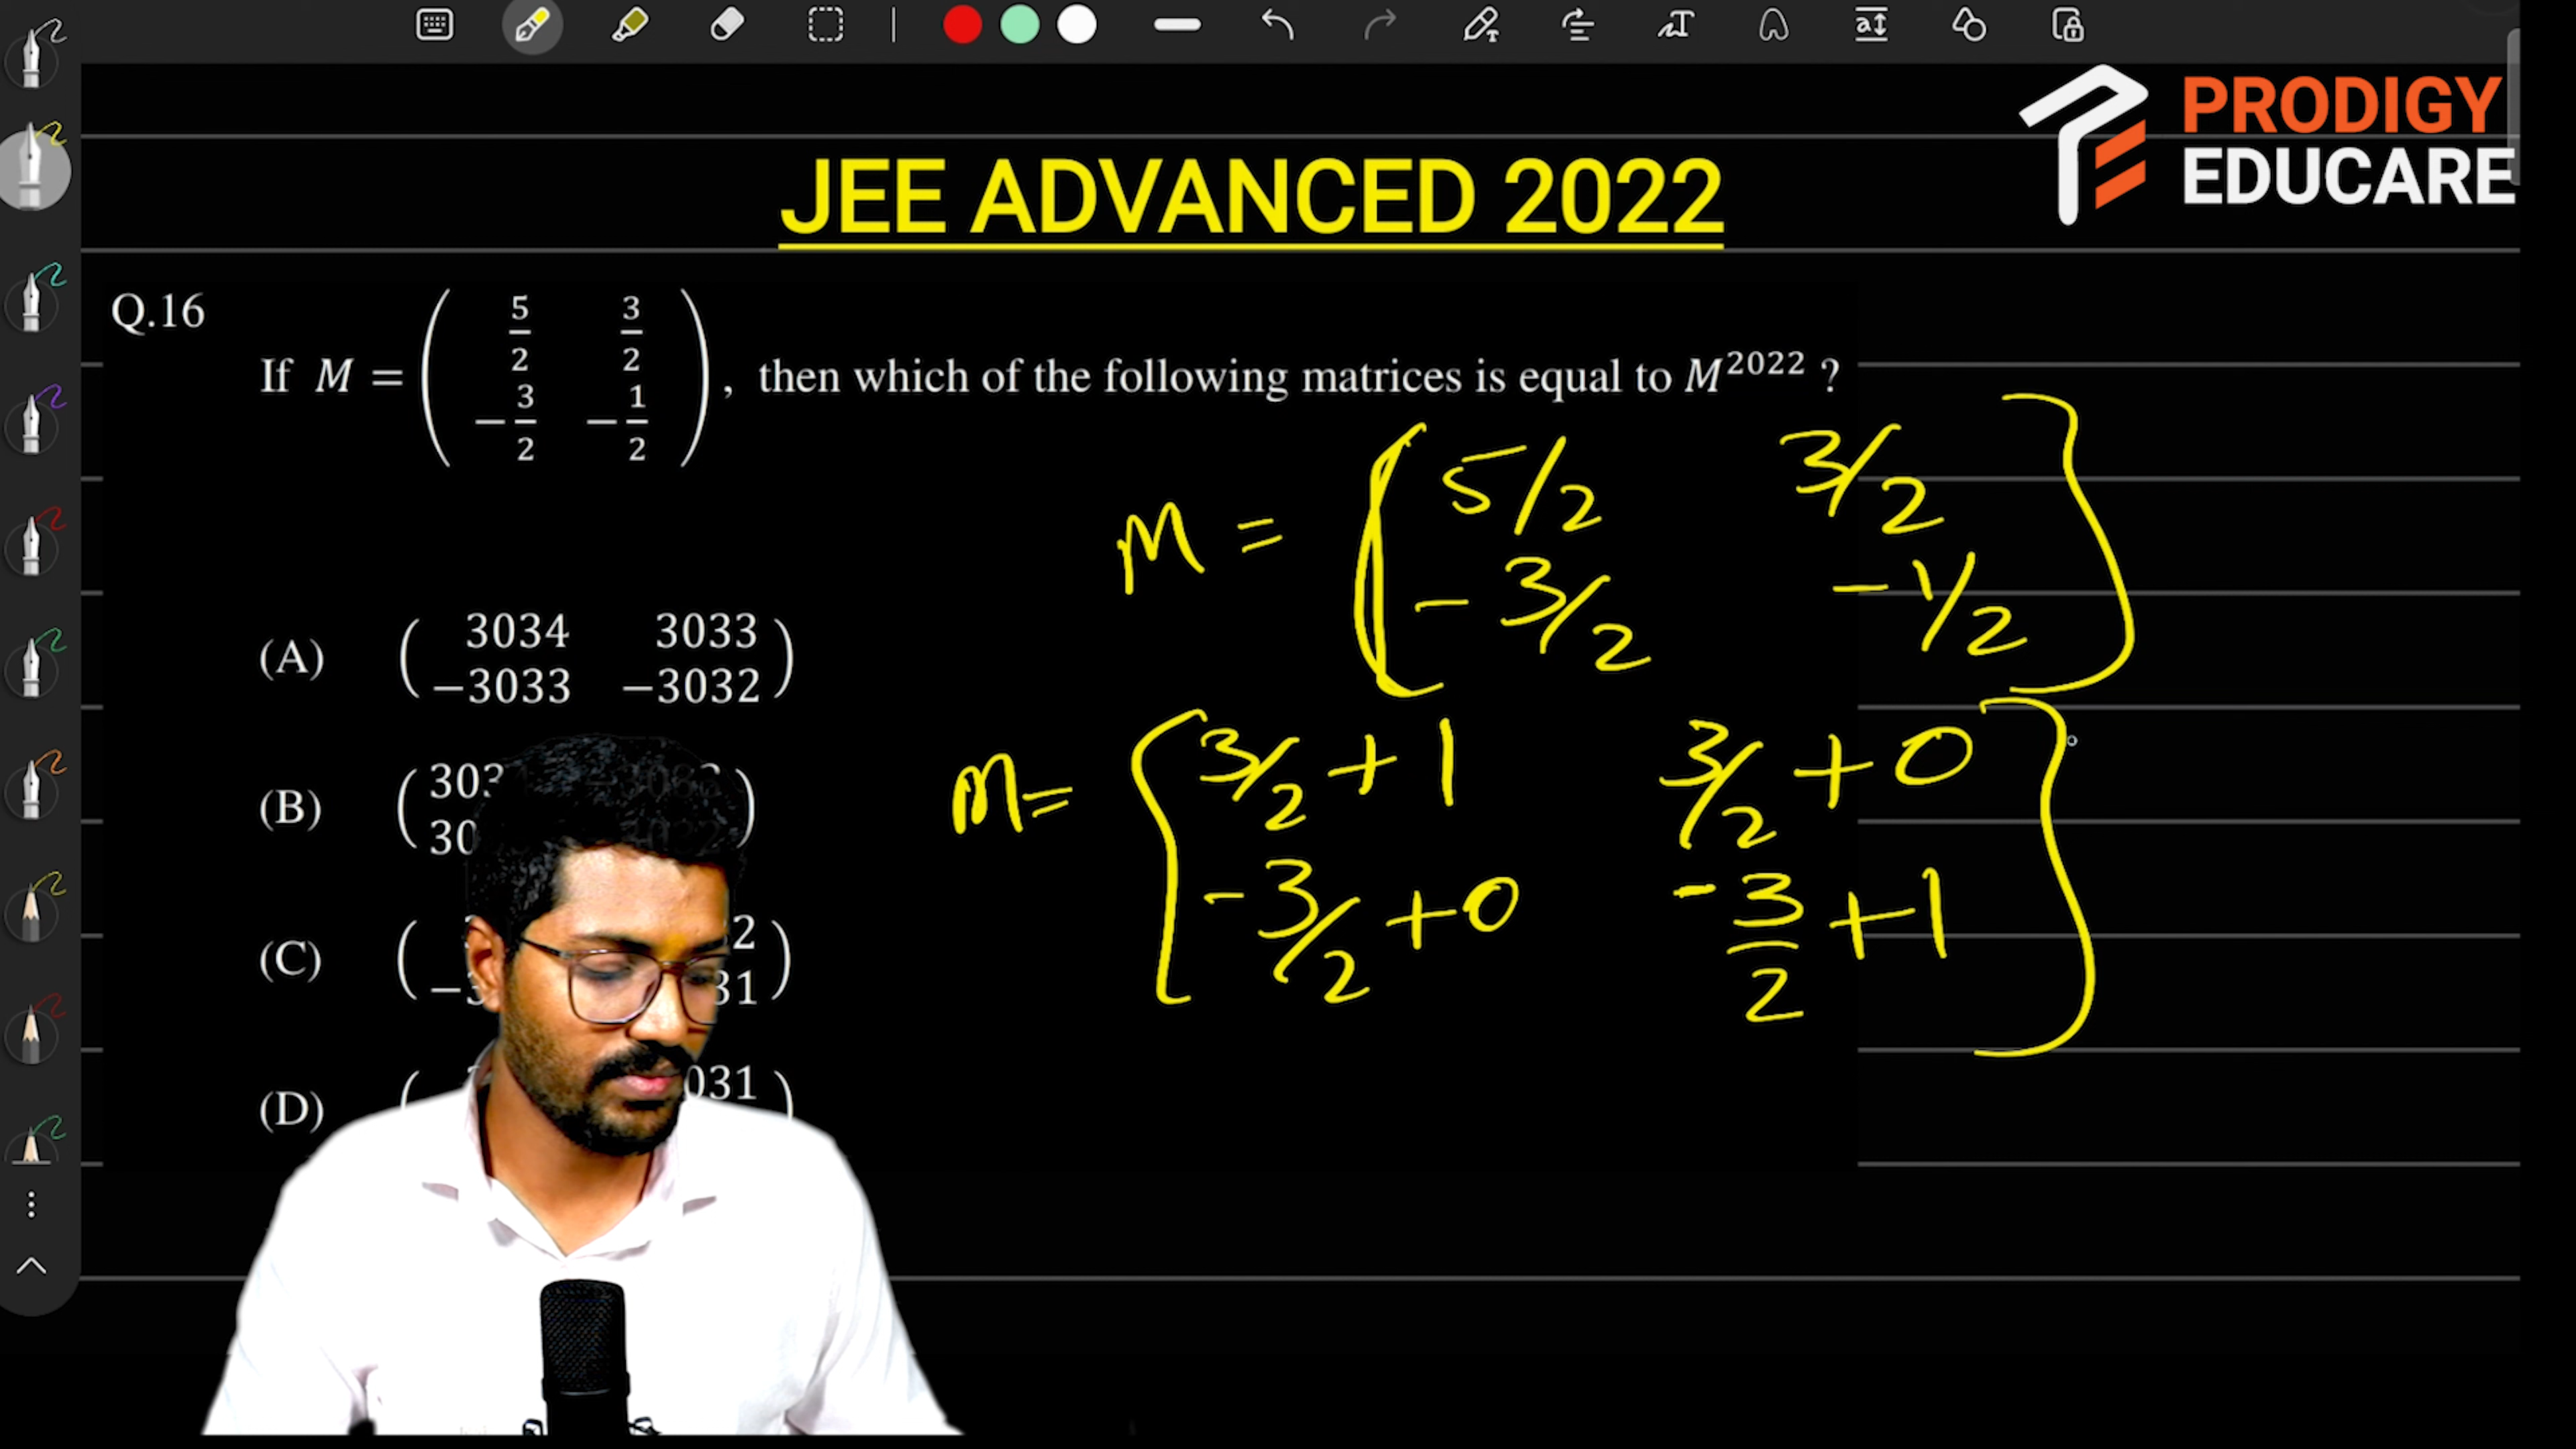 PRODIGY
EDUCARE
JEE ADVANCED 2022
Q.16
If M = ( 5/2 3/2
-3/2 -1/2 ), then which of the following matrices is equal to M^2022 ?
M = [ 5/2 3/2
-3/2 -1/2 ]
(A) ( 3034 3033
−3033 −3032 )
M= [ 3/2 + 1 3/2 + 0
-3/2 + 0 -3/2 + 1 ]
(B)
(C)
(D)